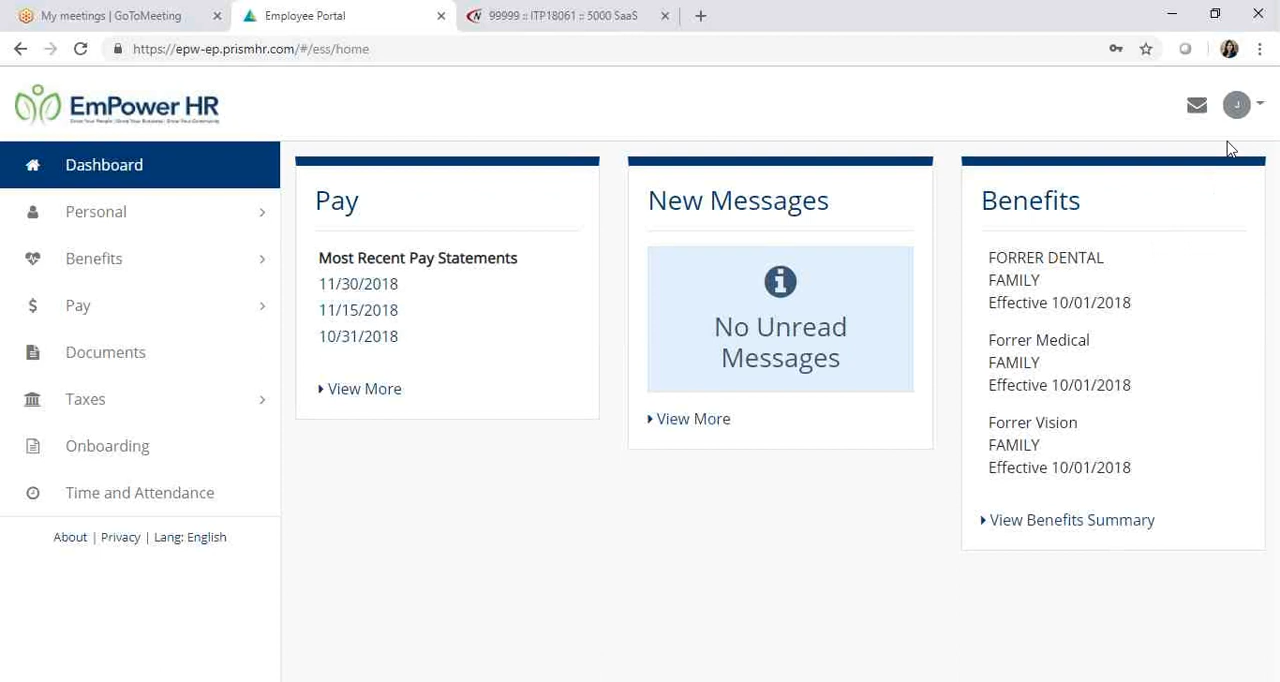 My meetings | GoToMeeting
Employee Portal
99999 :: ITP18061 :: 5000 SaaS
https://epw-ep.prismhr.com/#/ess/home
EmPower HR
J
Dashboard
Personal
Benefits
Pay
Documents
Taxes
Onboarding
Time and Attendance
About | Privacy | Lang: English
Pay
Most Recent Pay Statements
11/30/2018
11/15/2018
10/31/2018
View More
New Messages
No Unread
Messages
View More
Benefits
FORRER DENTAL
FAMILY
Effective 10/01/2018
Forrer Medical
FAMILY
Effective 10/01/2018
Forrer Vision
FAMILY
Effective 10/01/2018
View Benefits Summary